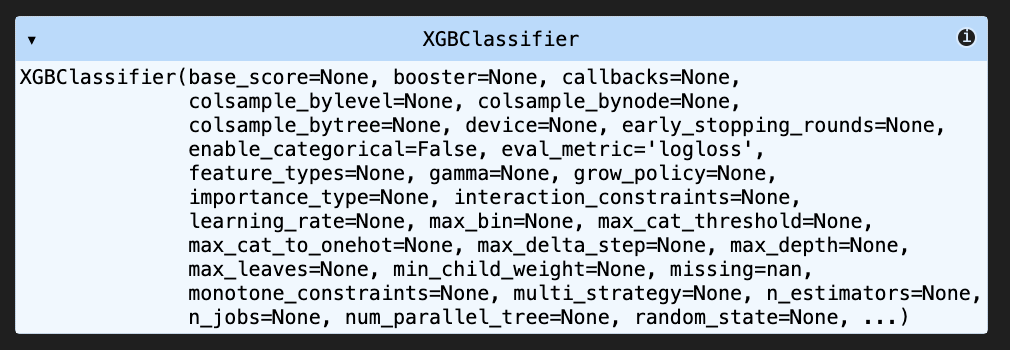 ▼ XGBClassifier i
XGBClassifier(base_score=None, booster=None, callbacks=None,
colsample_bylevel=None, colsample_bynode=None,
colsample_bytree=None, device=None, early_stopping_rounds=None,
enable_categorical=False, eval_metric='logloss',
feature_types=None, gamma=None, grow_policy=None,
importance_type=None, interaction_constraints=None,
learning_rate=None, max_bin=None, max_cat_threshold=None,
max_cat_to_onehot=None, max_delta_step=None, max_depth=None,
max_leaves=None, min_child_weight=None, missing=nan,
monotone_constraints=None, multi_strategy=None, n_estimators=None,
n_jobs=None, num_parallel_tree=None, random_state=None, ...)